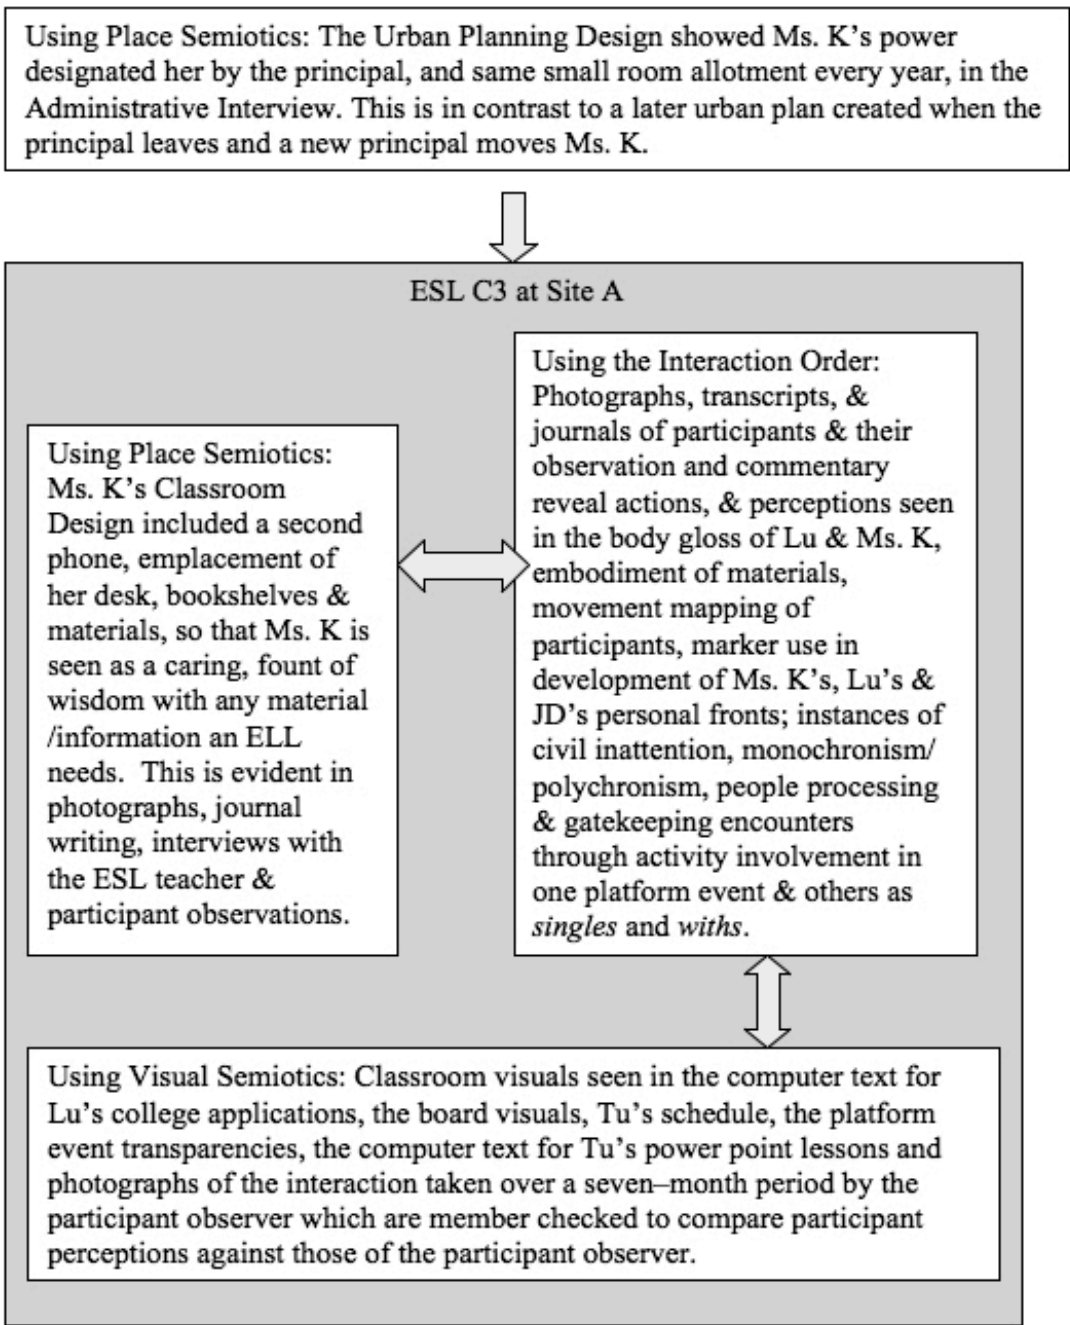 Using Place Semiotics: The Urban Planning Design showed Ms. K's power
designated her by the principal, and same small room allotment every year, in the
Administrative Interview. This is in contrast to a later urban plan created when the
principal leaves and a new principal moves Ms. K.
ESL C3 at Site A
Using Place Semiotics:
Ms. K's Classroom
Design included a second
phone, emplacement of
her desk, bookshelves &
materials, so that Ms. K is
seen as a caring, fount of
wisdom with any material
/information an ELL
needs.  This is evident in
photographs, journal
writing, interviews with
the ESL teacher &
participant observations.
Using the Interaction Order:
Photographs, transcripts, &
journals of participants & their
observation and commentary
reveal actions, & perceptions seen
in the body gloss of Lu & Ms. K,
embodiment of materials,
movement mapping of
participants, marker use in
development of Ms. K's, Lu's &
JD's personal fronts; instances of
civil inattention, monochronism/
polychronism, people processing
& gatekeeping encounters
through activity involvement in
one platform event & others as
singles and withs.
Using Visual Semiotics: Classroom visuals seen in the computer text for
Lu's college applications, the board visuals, Tu's schedule, the platform
event transparencies, the computer text for Tu's power point lessons and
photographs of the interaction taken over a seven–month period by the
participant observer which are member checked to compare participant
perceptions against those of the participant observer.